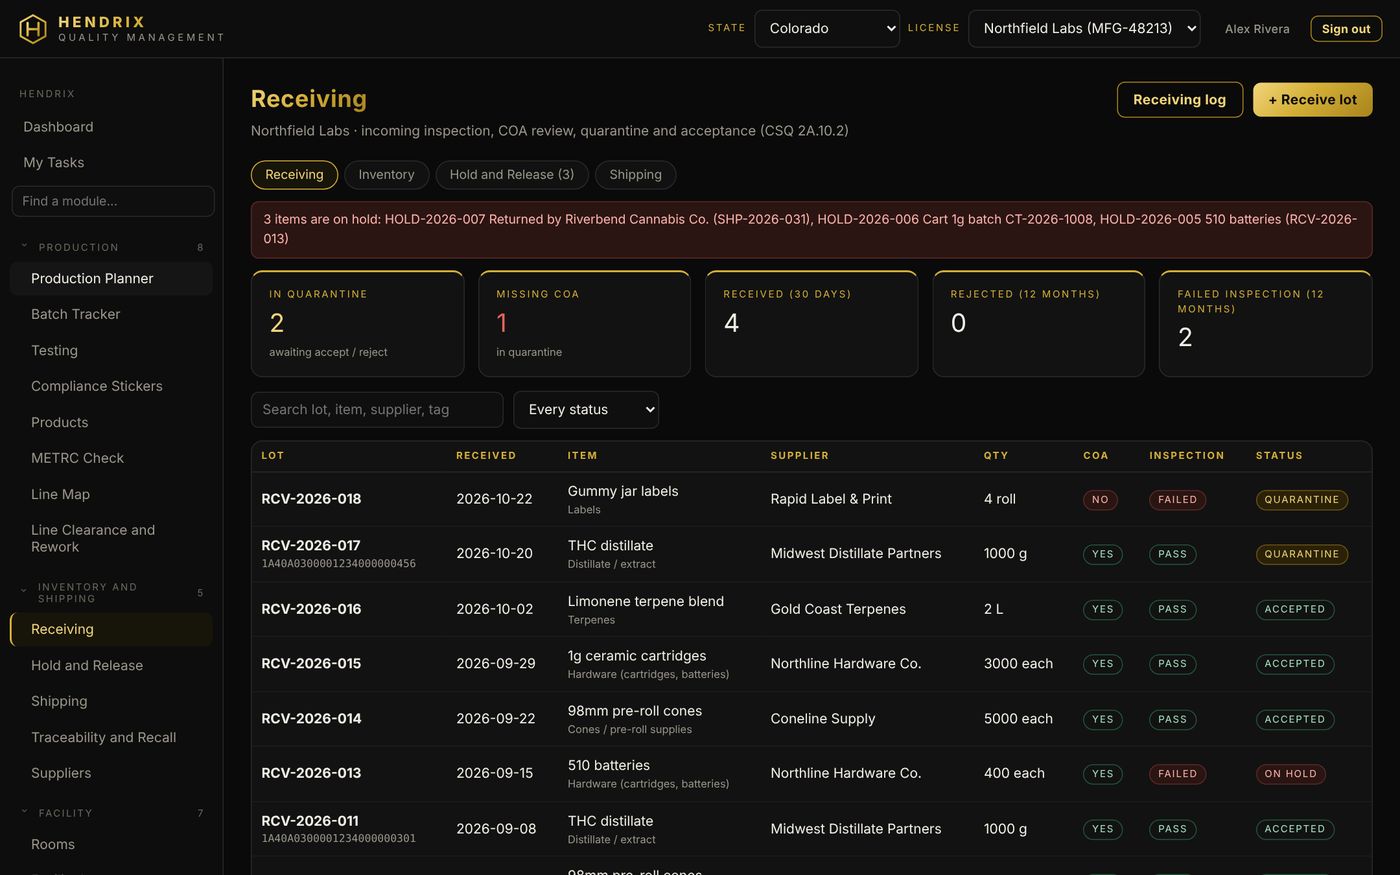 HENDRIX
QUALITY MANAGEMENT
STATE
Colorado
LICENSE
Northfield Labs (MFG-48213)
Alex Rivera
Sign out
HENDRIX
Dashboard
My Tasks
Find a module...
PRODUCTION 8
Production Planner
Batch Tracker
Testing
Compliance Stickers
Products
METRC Check
Line Map
Line Clearance and
Rework
INVENTORY AND
SHIPPING 5
Receiving
Hold and Release
Shipping
Traceability and Recall
Suppliers
FACILITY 7
Rooms
Receiving
Receiving log
+ Receive lot
Northfield Labs · incoming inspection, COA review, quarantine and acceptance (CSQ 2A.10.2)
Receiving Inventory Hold and Release (3) Shipping
3 items are on hold: HOLD-2026-007 Returned by Riverbend Cannabis Co. (SHP-2026-031), HOLD-2026-006 Cart 1g batch CT-2026-1008, HOLD-2026-005 510 batteries (RCV-2026-
013)
IN QUARANTINE
2
awaiting accept / reject
MISSING COA
1
in quarantine
RECEIVED (30 DAYS)
4
REJECTED (12 MONTHS)
0
FAILED INSPECTION (12
MONTHS)
2
Search lot, item, supplier, tag
Every status
LOT RECEIVED ITEM SUPPLIER QTY COA INSPECTION STATUS
RCV-2026-018 2026-10-22 Gummy jar labels Rapid Label & Print 4 roll NO FAILED QUARANTINE
Labels
RCV-2026-017 2026-10-20 THC distillate Midwest Distillate Partners 1000 g YES PASS QUARANTINE
1A40A0300001234000000456 Distillate / extract
RCV-2026-016 2026-10-02 Limonene terpene blend Gold Coast Terpenes 2 L YES PASS ACCEPTED
Terpenes
RCV-2026-015 2026-09-29 1g ceramic cartridges Northline Hardware Co. 3000 each YES PASS ACCEPTED
Hardware (cartridges, batteries)
RCV-2026-014 2026-09-22 98mm pre-roll cones Coneline Supply 5000 each YES PASS ACCEPTED
Cones / pre-roll supplies
RCV-2026-013 2026-09-15 510 batteries Northline Hardware Co. 400 each YES FAILED ON HOLD
Hardware (cartridges, batteries)
RCV-2026-011 2026-09-08 THC distillate Midwest Distillate Partners 1000 g YES PASS ACCEPTED
1A40A0300001234000000301 Distillate / extract
98mm pre-roll cones